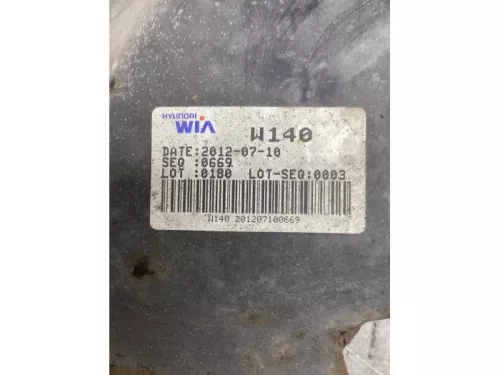 HYUNDAI
WIA W140
DATE:2012-07-10
SEQ :0669
LOT :0180 LOT-SEQ:0003
W140 201207100669